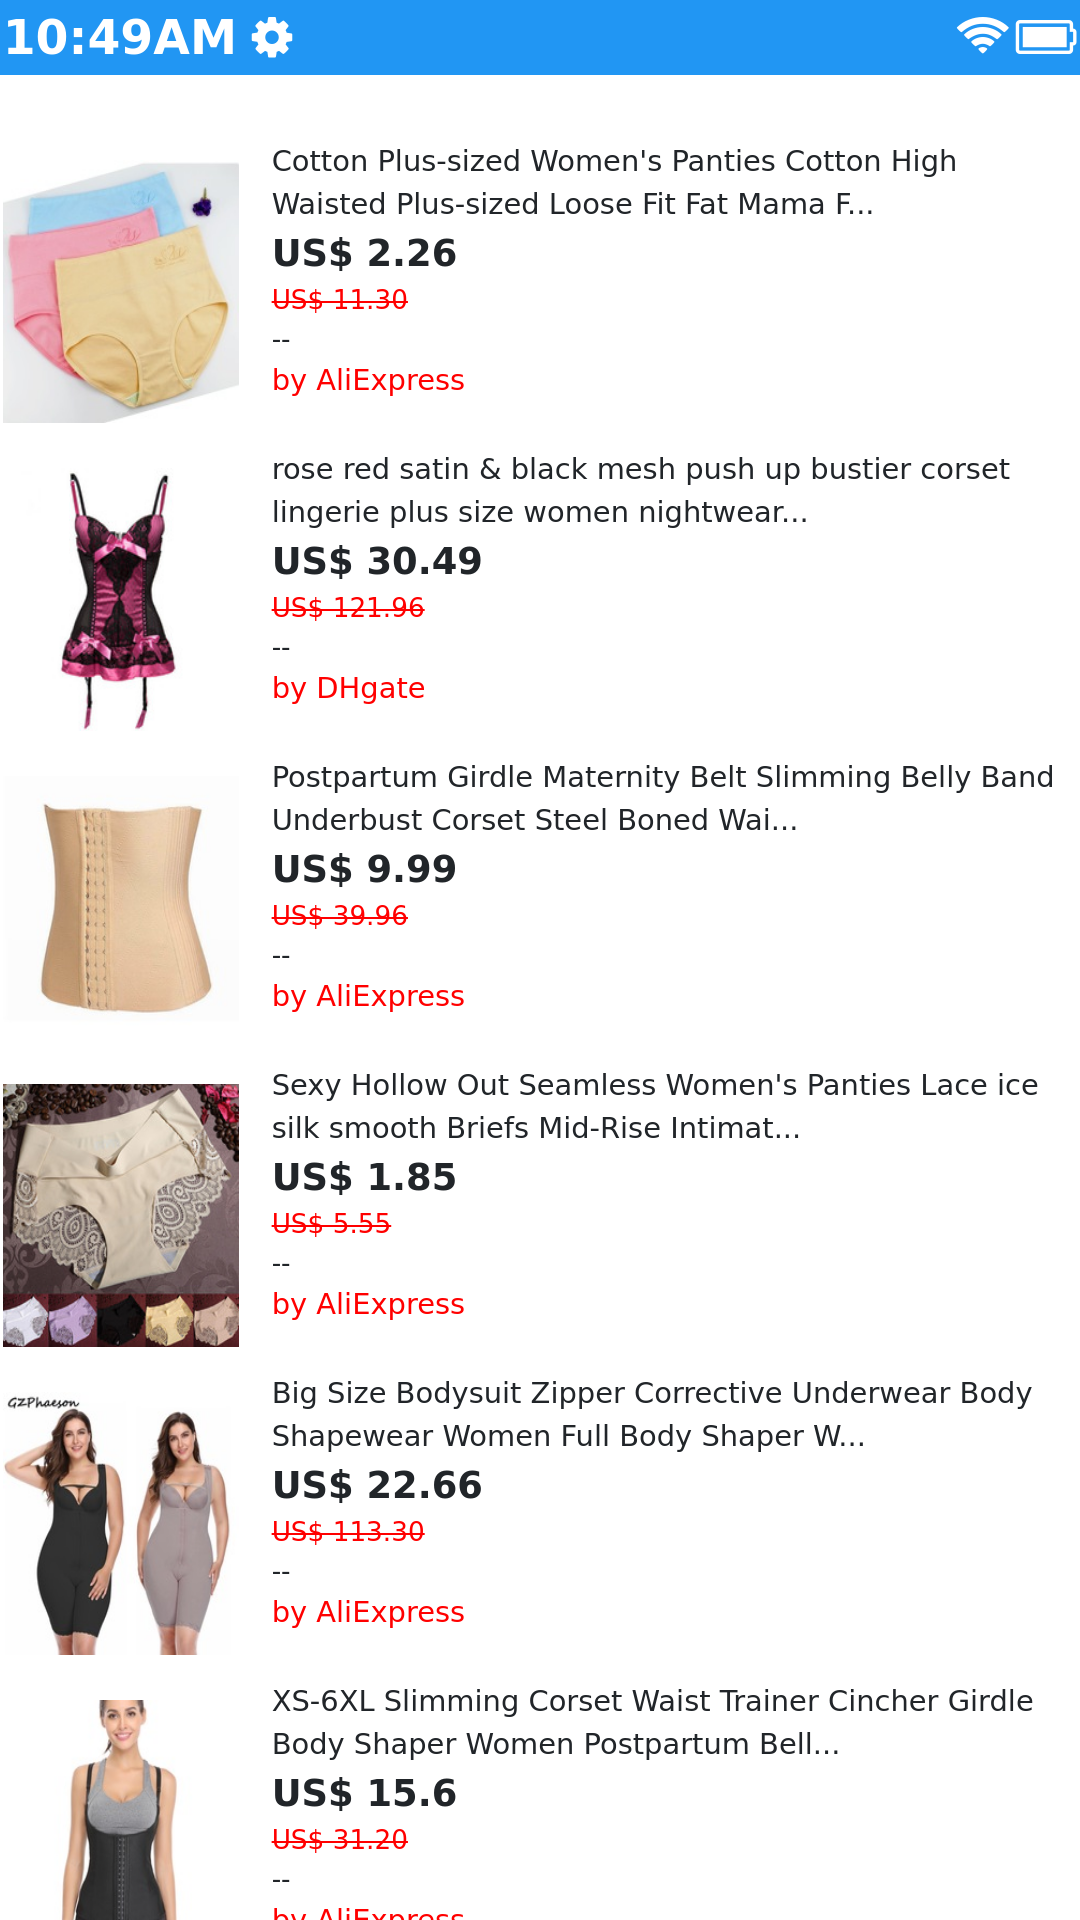 10:49AM
Cotton Plus-sized Women's Panties Cotton High
Waisted Plus-sized Loose Fit Fat Mama F...
US$ 2.26
US$ 11.30
--
by AliExpress
rose red satin & black mesh push up bustier corset
lingerie plus size women nightwear...
US$ 30.49
US$ 121.96
--
by DHgate
Postpartum Girdle Maternity Belt Slimming Belly Band
Underbust Corset Steel Boned Wai...
US$ 9.99
US$ 39.96
--
by AliExpress
Sexy Hollow Out Seamless Women's Panties Lace ice
silk smooth Briefs Mid-Rise Intimat...
US$ 1.85
US$ 5.55
--
by AliExpress
GZPhaeson
Big Size Bodysuit Zipper Corrective Underwear Body
Shapewear Women Full Body Shaper W...
US$ 22.66
US$ 113.30
--
by AliExpress
XS-6XL Slimming Corset Waist Trainer Cincher Girdle
Body Shaper Women Postpartum Bell...
US$ 15.6
US$ 31.20
--
by AliExpress